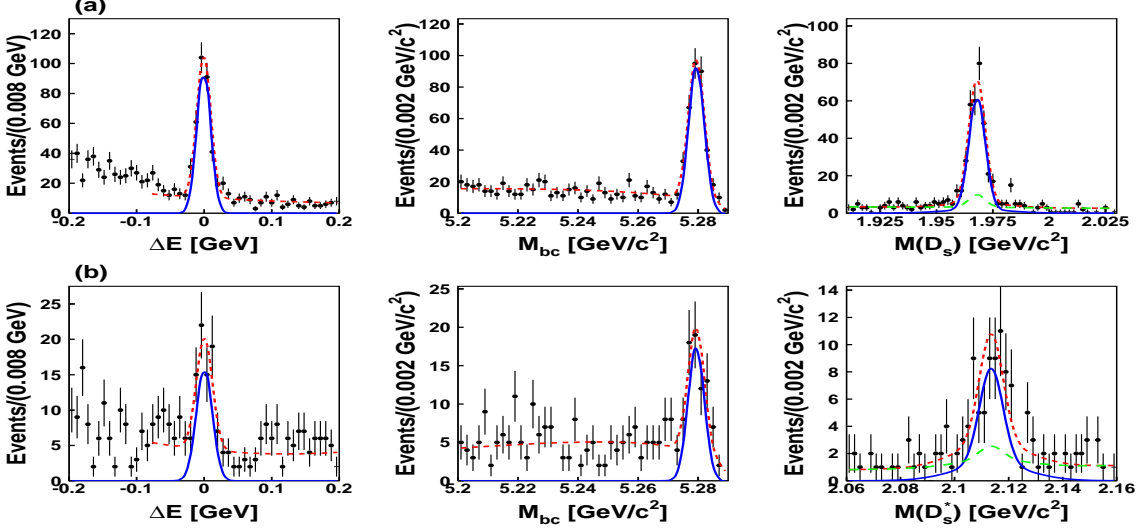 (a)
Events/(0.008 GeV)
120
100
80
60
40
20
0
-0.2 -0.1 0 0.1 0.2
ΔE [GeV]
Events/(0.002 GeV/c²)
120
100
80
60
40
20
0
5.2 5.22 5.24 5.26 5.28
M_bc [GeV/c²]
Events/(0.002 GeV/c²)
80
60
40
20
0
1.925 1.95 1.975 2 2.025
M(D_s) [GeV/c²]
(b)
Events/(0.008 GeV)
25
20
15
10
5
0
-0.2 -0.1 0 0.1 0.2
ΔE [GeV]
Events/(0.002 GeV/c²)
25
20
15
10
5
0
5.2 5.22 5.24 5.26 5.28
M_bc [GeV/c²]
Events/(0.002 GeV/c²)
14
12
10
8
6
4
2
0
2.06 2.08 2.1 2.12 2.14 2.16
M(D_s^*) [GeV/c²]